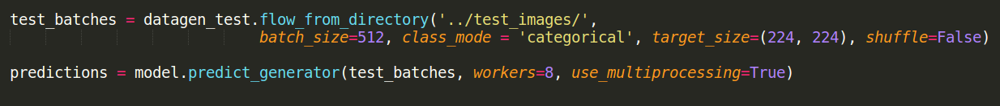 test_batches = datagen_test.flow_from_directory('../test_images/',
batch_size=512, class_mode = 'categorical', target_size=(224, 224), shuffle=False)
predictions = model.predict_generator(test_batches, workers=8, use_multiprocessing=True)